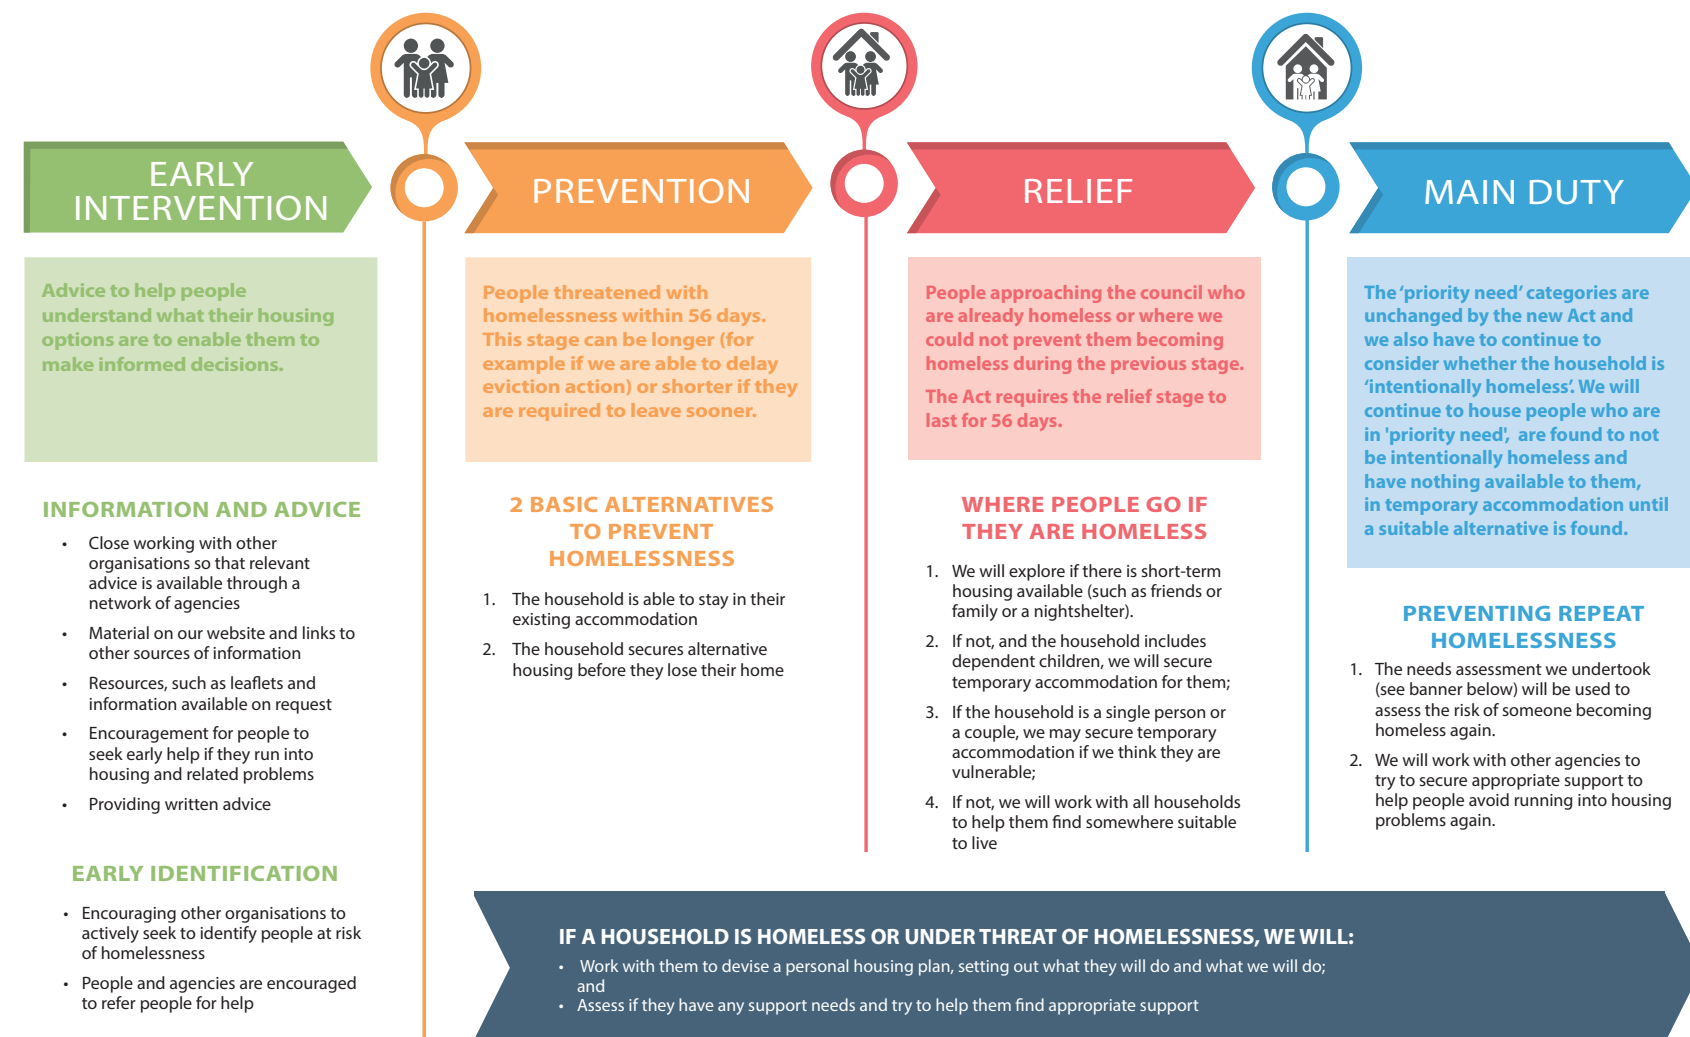 EARLY
INTERVENTION
Advice to help people
understand what their housing
options are to enable them to
make informed decisions.
INFORMATION AND ADVICE
• Close working with other
organisations so that relevant
advice is available through a
network of agencies
• Material on our website and links to
other sources of information
• Resources, such as leaflets and
information available on request
• Encouragement for people to
seek early help if they run into
housing and related problems
• Providing written advice
EARLY IDENTIFICATION
• Encouraging other organisations to
actively seek to identify people at risk
of homelessness
• People and agencies are encouraged
to refer people for help
PREVENTION
People threatened with
homelessness within 56 days.
This stage can be longer (for
example if we are able to delay
eviction action) or shorter if they
are required to leave sooner.
2 BASIC ALTERNATIVES
TO PREVENT
HOMELESSNESS
1. The household is able to stay in their
existing accommodation
2. The household secures alternative
housing before they lose their home
RELIEF
People approaching the council who
are already homeless or where we
could not prevent them becoming
homeless during the previous stage.
The Act requires the relief stage to
last for 56 days.
WHERE PEOPLE GO IF
THEY ARE HOMELESS
1. We will explore if there is short-term
housing available (such as friends or
family or a nightshelter).
2. If not, and the household includes
dependent children, we will secure
temporary accommodation for them;
3. If the household is a single person or
a couple, we may secure temporary
accommodation if we think they are
vulnerable;
4. If not, we will work with all households
to help them find somewhere suitable
to live
MAIN DUTY
The ‘priority need’ categories are
unchanged by the new Act and
we also have to continue to
consider whether the household is
‘intentionally homeless’. We will
continue to house people who are
in 'priority need', are found to not
be intentionally homeless and
have nothing available to them,
in temporary accommodation until
a suitable alternative is found.
PREVENTING REPEAT
HOMELESSNESS
1. The needs assessment we undertook
(see banner below) will be used to
assess the risk of someone becoming
homeless again.
2. We will work with other agencies to
try to secure appropriate support to
help people avoid running into housing
problems again.
IF A HOUSEHOLD IS HOMELESS OR UNDER THREAT OF HOMELESSNESS, WE WILL:
• Work with them to devise a personal housing plan, setting out what they will do and what we will do;
and
• Assess if they have any support needs and try to help them find appropriate support